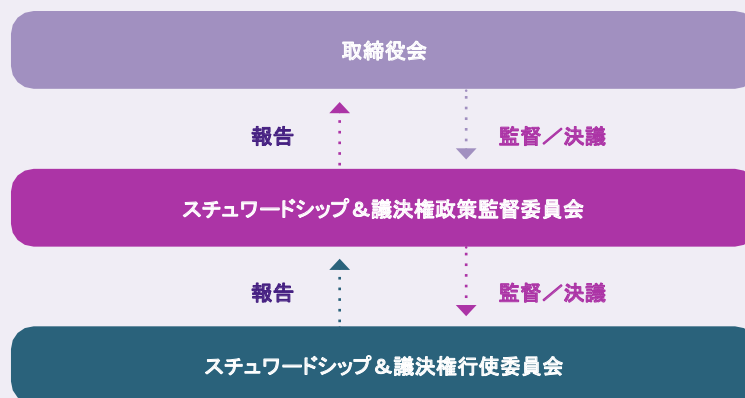 取締役会
報告
監督／決議
スチュワードシップ＆議決権政策監督委員会
報告
監督／決議
スチュワードシップ＆議決権行使委員会